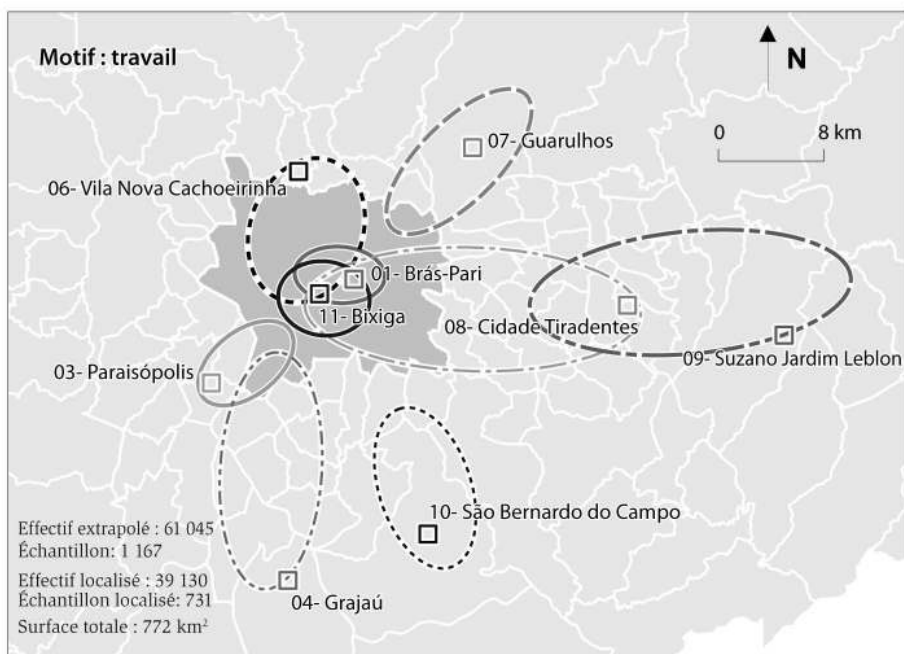 Motif : travail
N
0 8 km
07- Guarulhos
06- Vila Nova Cachoeirinha
01- Brás-Pari
11- Bixiga
08- Cidade Tiradentes
09- Suzano Jardim Leblon
03- Paraisópolis
10- São Bernardo do Campo
04- Grajaú
Effectif extrapolé : 61 045
Échantillon: 1 167
Effectif localisé : 39 130
Échantillon localisé: 731
Surface totale : 772 km²